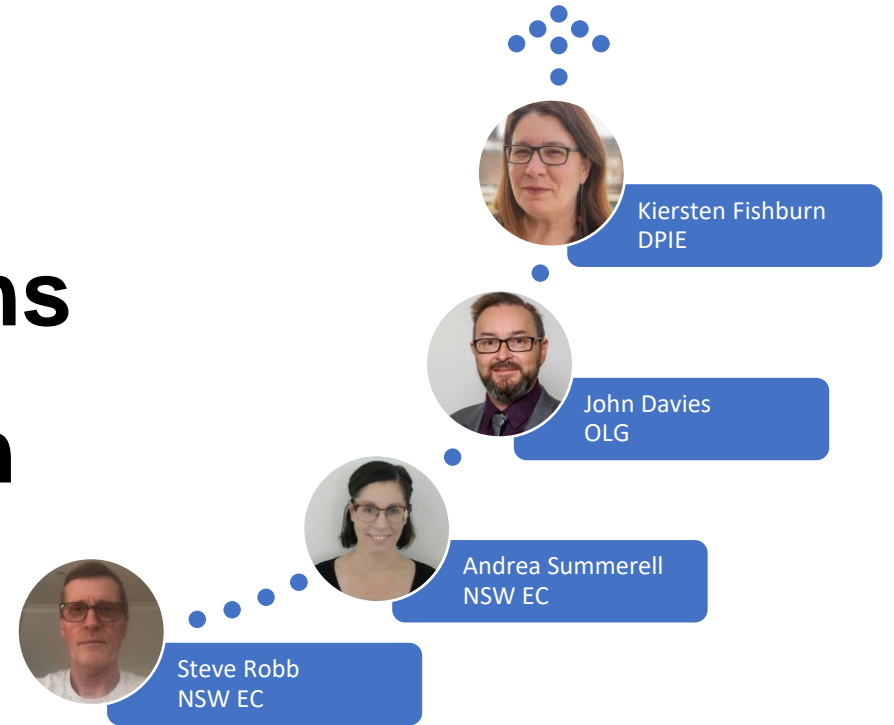 ns
n
Kiersten Fishburn
DPIE
John Davies
OLG
Andrea Summerell
NSW EC
Steve Robb
NSW EC